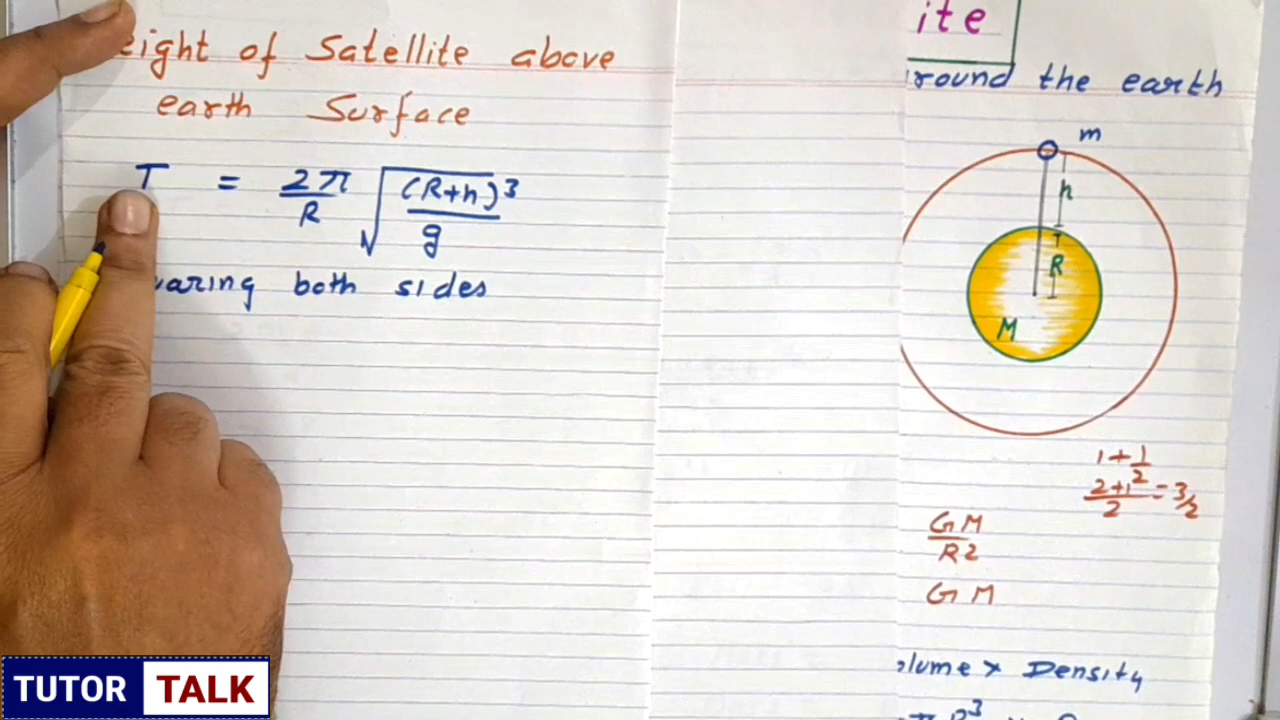 eight of Satellite above
earth Surface
T = 2π/R √((R+h)³/g)
uaring both sides
ite
round the earth
m
h
R
M
1+1/2
2+1/2 = 3/2
GM/R2
GM
lume × Density
TUTOR TALK